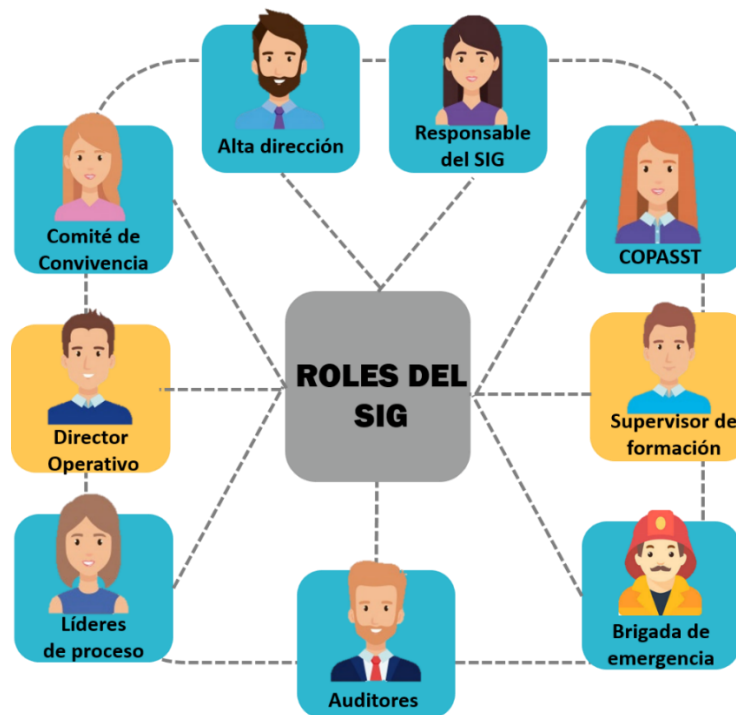 Alta dirección
Responsable
del SIG
Comité de
Convivencia
COPASST
ROLES DEL
SIG
Director
Operativo
Supervisor de
formación
Líderes
de proceso
Auditores
Brigada de
emergencia